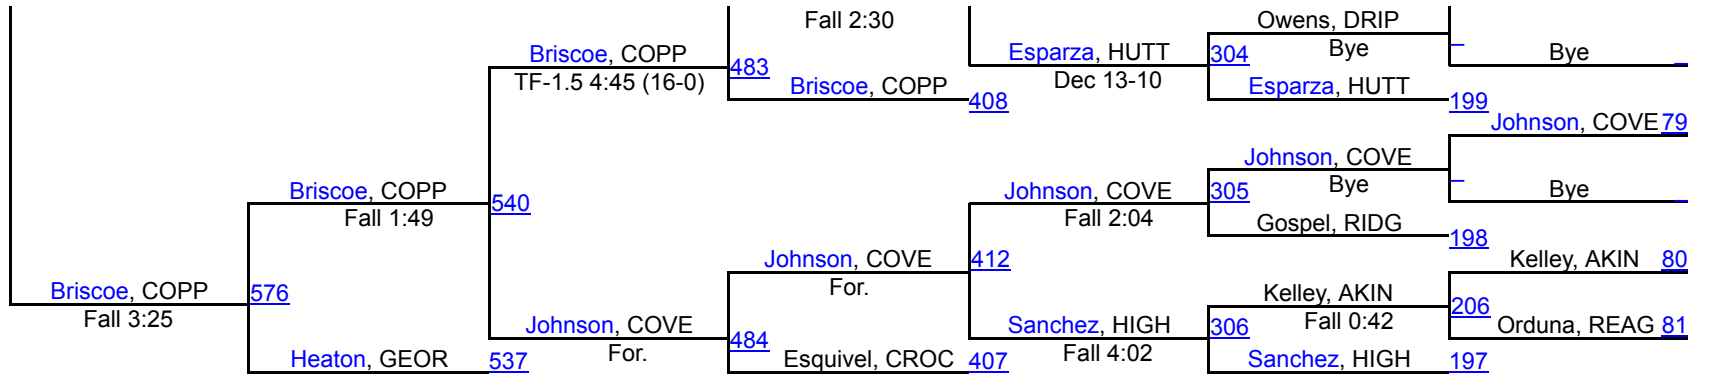 Fall 2:30
Owens, DRIP
Briscoe, COPP
Esparza, HUTT
304
Bye
_
Bye
_
TF-1.5 4:45 (16-0)
483
Dec 13-10
Briscoe, COPP
408
Esparza, HUTT
199
Johnson, COVE 79
Johnson, COVE
Briscoe, COPP
540
Johnson, COVE
305
Bye
_
Bye
_
Fall 1:49
Fall 2:04
Gospel, RIDG
198
Johnson, COVE
412
Kelley, AKIN 80
Briscoe, COPP
576
For.
Kelley, AKIN
206
Fall 3:25
Johnson, COVE
484
Sanchez, HIGH
306
Fall 0:42
Orduna, REAG 81
Heaton, GEOR
537
For.
Esquivel, CROC
407
Fall 4:02
Sanchez, HIGH
197